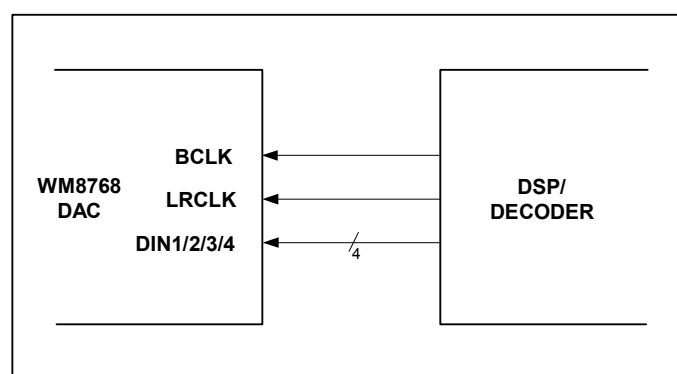 BCLK
WM8768
DAC
LRCLK
DIN1/2/3/4
4
DSP/
DECODER